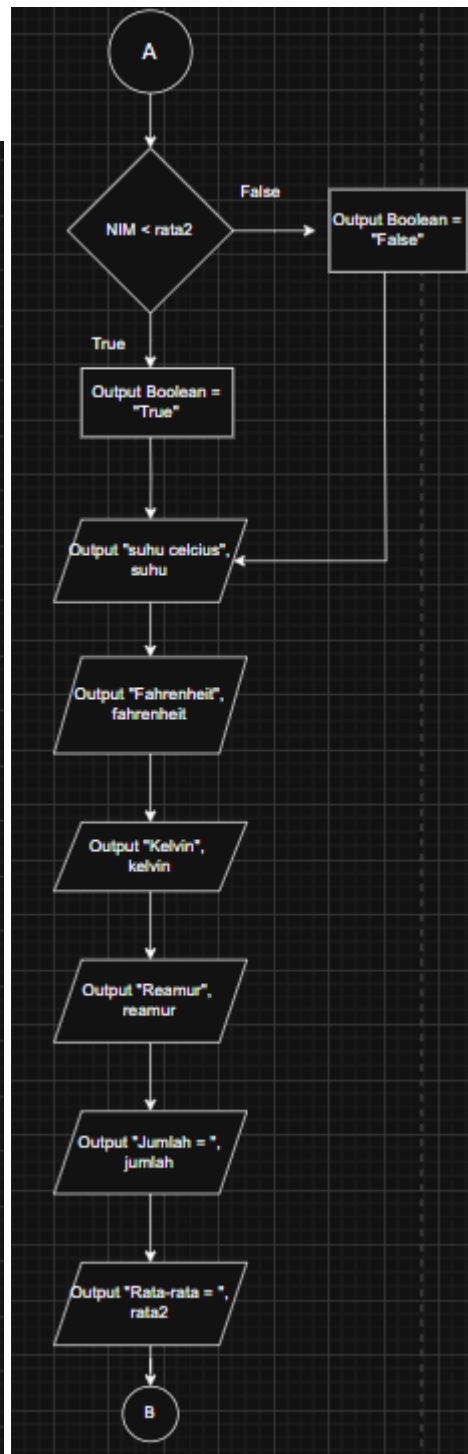 A
NIM < rata2
False
Output Boolean =
"False"
True
Output Boolean =
"True"
Output "suhu celcius",
suhu
Output "Fahrenheit",
fahrenheit
Output "Kelvin",
kelvin
Output "Reamur",
reamur
Output "Jumlah = ",
jumlah
Output "Rata-rata = ",
rata2
B